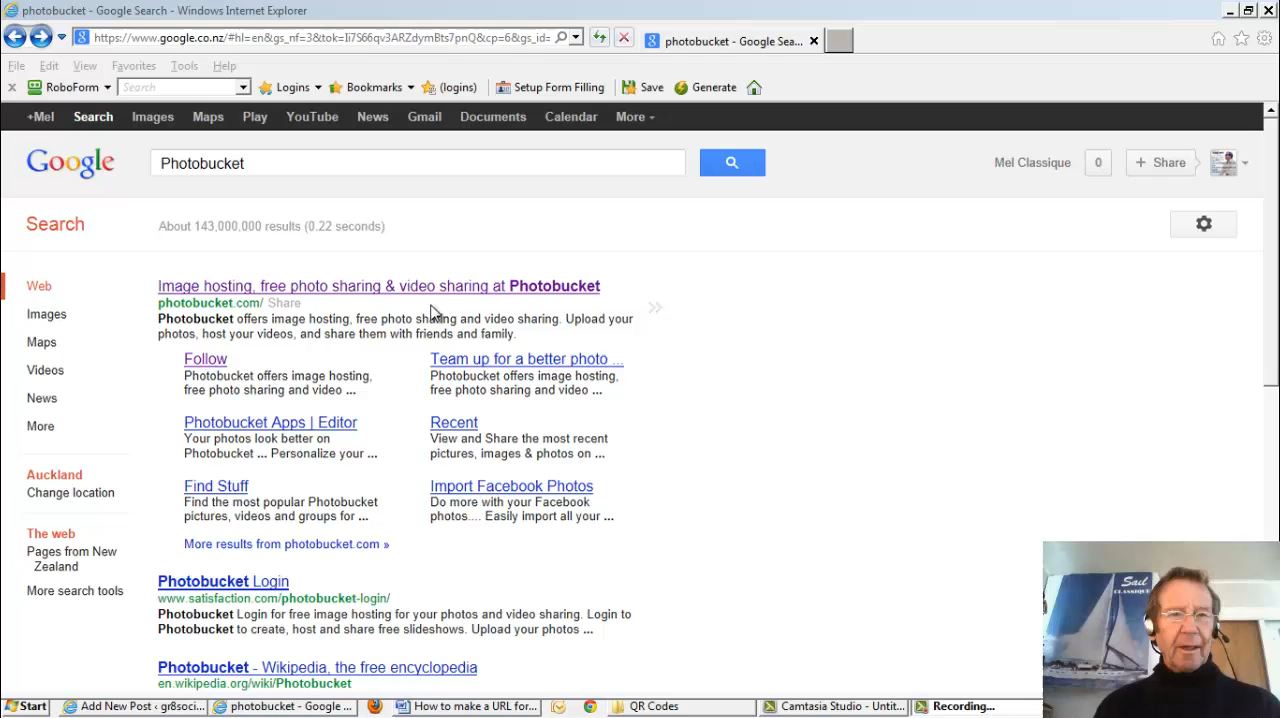 photobucket - Google Search - Windows Internet Explorer
https://www.google.co.nz/#hl=en&gs_nf=3&tok=Ii7S66qv3ARZdymBts7pnQ&cp=6&gs_id=
photobucket - Google Sea...
File Edit View Favorites Tools Help
RoboForm Search Logins Bookmarks (logins) Setup Form Filling Save Generate
+Mel Search Images Maps Play YouTube News Gmail Documents Calendar More
Google Photobucket Mel Classique 0 + Share
Search About 143,000,000 results (0.22 seconds)
Web
Images
Maps
Videos
News
More
Auckland
Change location
The web
Pages from New
Zealand
More search tools
Image hosting, free photo sharing & video sharing at Photobucket
photobucket.com/ Share
Photobucket offers image hosting, free photo sharing and video sharing. Upload your
photos, host your videos, and share them with friends and family.
Follow
Photobucket offers image hosting,
free photo sharing and video ...
Team up for a better photo ...
Photobucket offers image hosting,
free photo sharing and video ...
Photobucket Apps | Editor
Your photos look better on
Photobucket ... Personalize your ...
Recent
View and Share the most recent
pictures, images & photos on ...
Find Stuff
Find the most popular Photobucket
pictures, videos and groups for ...
Import Facebook Photos
Do more with your Facebook
photos.... Easily import all your ...
More results from photobucket.com »
Photobucket Login
www.satisfaction.com/photobucket-login/
Photobucket Login for free image hosting for your photos and video sharing. Login to
Photobucket to create, host and share free slideshows. Upload your photos ...
Photobucket - Wikipedia, the free encyclopedia
en.wikipedia.org/wiki/Photobucket
Sail
CLASSIQUE
Start Add New Post ‹ gr8soci... photobucket - Google ... How to make a URL for... QR Codes Camtasia Studio - Untit... Recording...